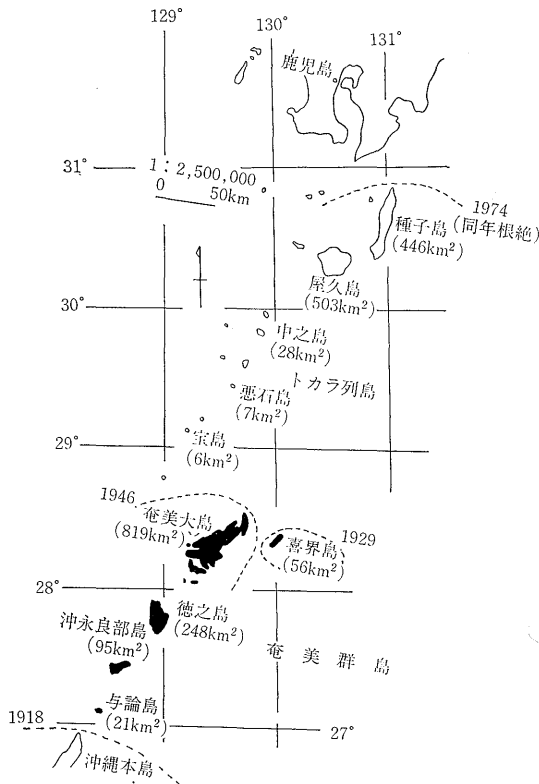 129°
130°
131°
鹿児島
31°
1:2,500,000
0
50km
1974
(同年根絶)
種子島
(446km²)
屋久島
(503km²)
30°
中之島
(28km²)
トカラ列島
悪石島
(7km²)
29°
宝島
(6km²)
1946
奄美大島
(819km²)
1929
喜界島
(56km²)
28°
徳之島
(248km²)
沖永良部島
(95km²)
奄美群島
与論島
(21km²)
1918
27°
沖縄本島